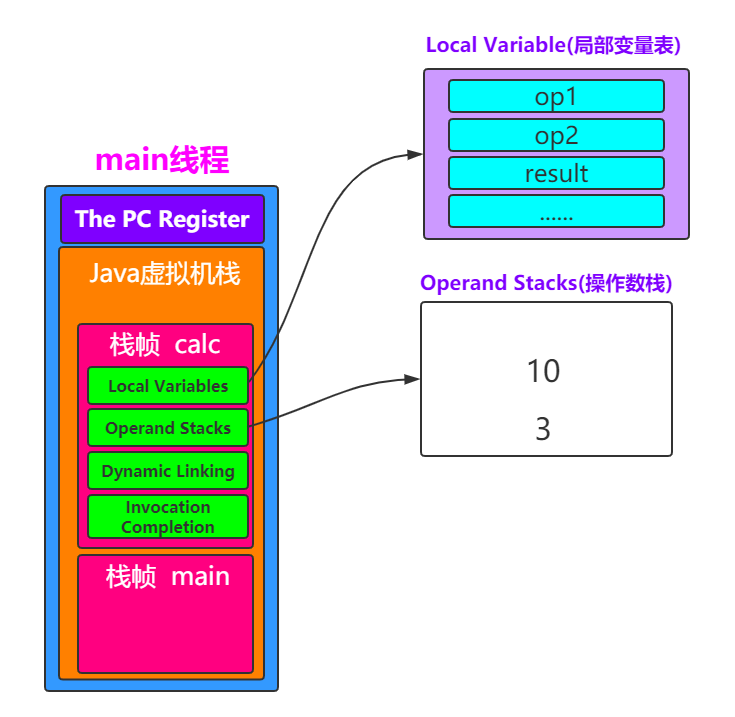 Local Variable(局部变量表)
op1
op2
result
......
main线程
The PC Register
Java虚拟机栈
栈帧 calc
Local Variables
Operand Stacks
Dynamic Linking
Invocation
Completion
栈帧 main
Operand Stacks(操作数栈)
10
3